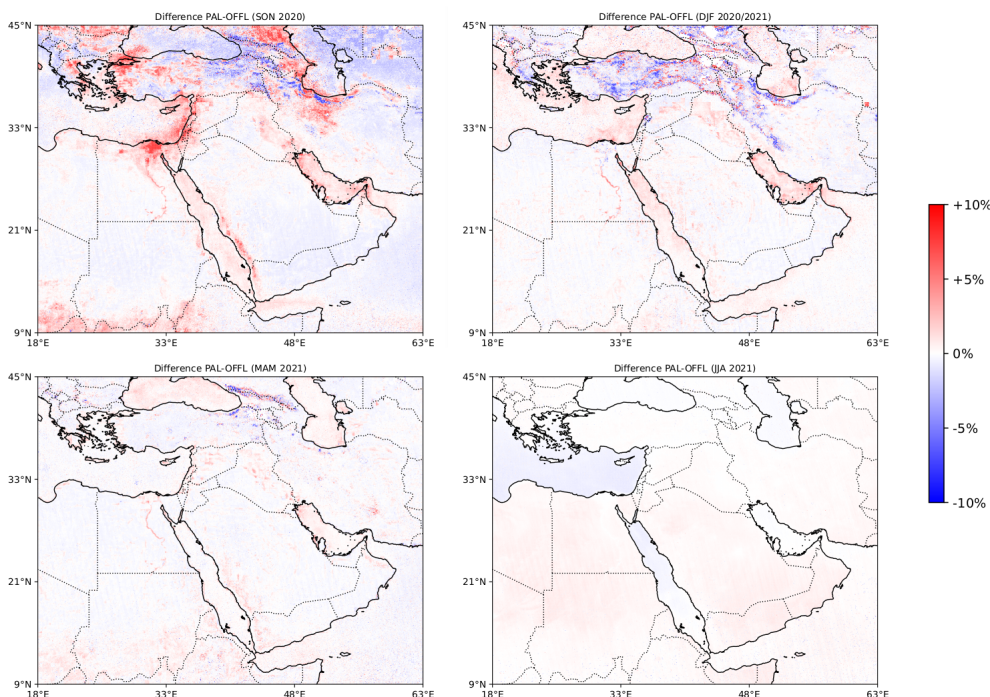 Difference PAL-OFFL (SON 2020)
Difference PAL-OFFL (DJF 2020/2021)
45°N
33°N
21°N
9°N
18°E
33°E
48°E
63°E
45°N
33°N
21°N
9°N
18°E
33°E
48°E
63°E
Difference PAL-OFFL (MAM 2021)
Difference PAL-OFFL (JJA 2021)
45°N
33°N
21°N
9°N
18°E
33°E
48°E
63°E
45°N
33°N
21°N
9°N
18°E
33°E
48°E
63°E
+10%
+5%
0%
-5%
-10%